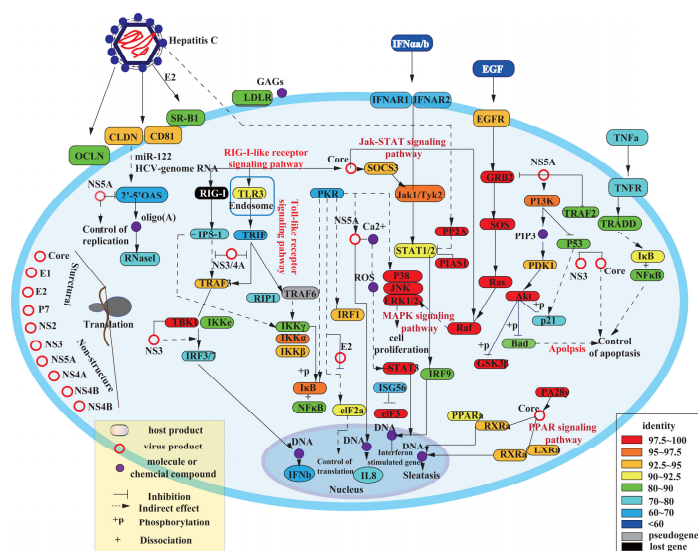 Hepatitis C
E2
GAGs
LDLR
SR-B1
CLDN
CD81
OCLN
IFNαa/b
IFNAR1
IFNAR2
EGF
EGFR
TNFa
TNFR
TRADD
miR-122
HCV-genome RNA
RIG-I-like receptor
signaling pathway
Jak-STAT signaling
pathway
Core
SOCS3
GRB2
NS5A
NS5A
2'-5'OAS
oligo(A)
Control of
replication
RNaseI
RIG-I
TLR3
Endosome
PKR
Jak1/Tyk2
P13K
TRAF2
IPS-1
TRIF
Toll-like receptor
signaling pathway
NS5A
Ca2+
PP2A
STAT1/2
PIAS1
SOS
PIP3
P53
IκB
+
NFκB
NS3/4A
TRAF3
RIP1
TRAF6
ROS
P38
JNK
ERK1/2
MAPK signaling
pathway
Ras
Raf
PDK1
NS3
Core
Akt
+p
+p
p21
Core
E1
E2
P7
NS2
NS3
NS5A
NS4A
NS4B
NS4B
Sturcerai
Translation
Non-structure
TBK1
IKKe
NS3
IRF3/7
IKKγ
IKKα
IKKβ
IRF1
E2
cell
proliferation
GSK3β
Bad
Apolpsis
Control
of apoptasis
+p
IκB
+
NFκB
eIF2a
STAT3
ISG56
eIF3
IRF9
PA28γ
Core
PPARa
RXRa
PPAR signaling
pathway
RXRa
LXRa
DNA
DNA
DNA
DNA
IFNb
Control of
translation
IL8
Interferon
stimulated gene
Sleatasis
Nucleus
host product
virus product
molecule or
chemcial compound
Inhibition
Indirect effect
+p
Phosphorylation
+
Dissociation
identity
97.5~100
95~97.5
92.5~95
90~92.5
80~90
70~80
60~70
<60
pseudogene
lost gene